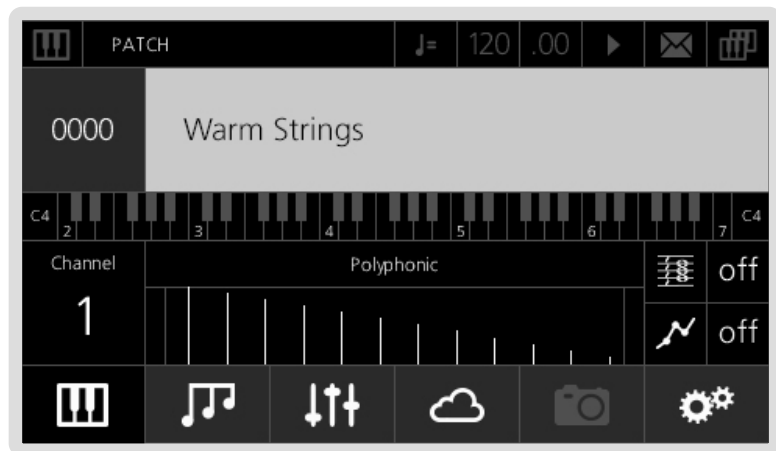 PATCH ♩= 120 .00
0000 Warm Strings
C4 2 3 4 5 6 7 C4
Channel Polyphonic off
1 off